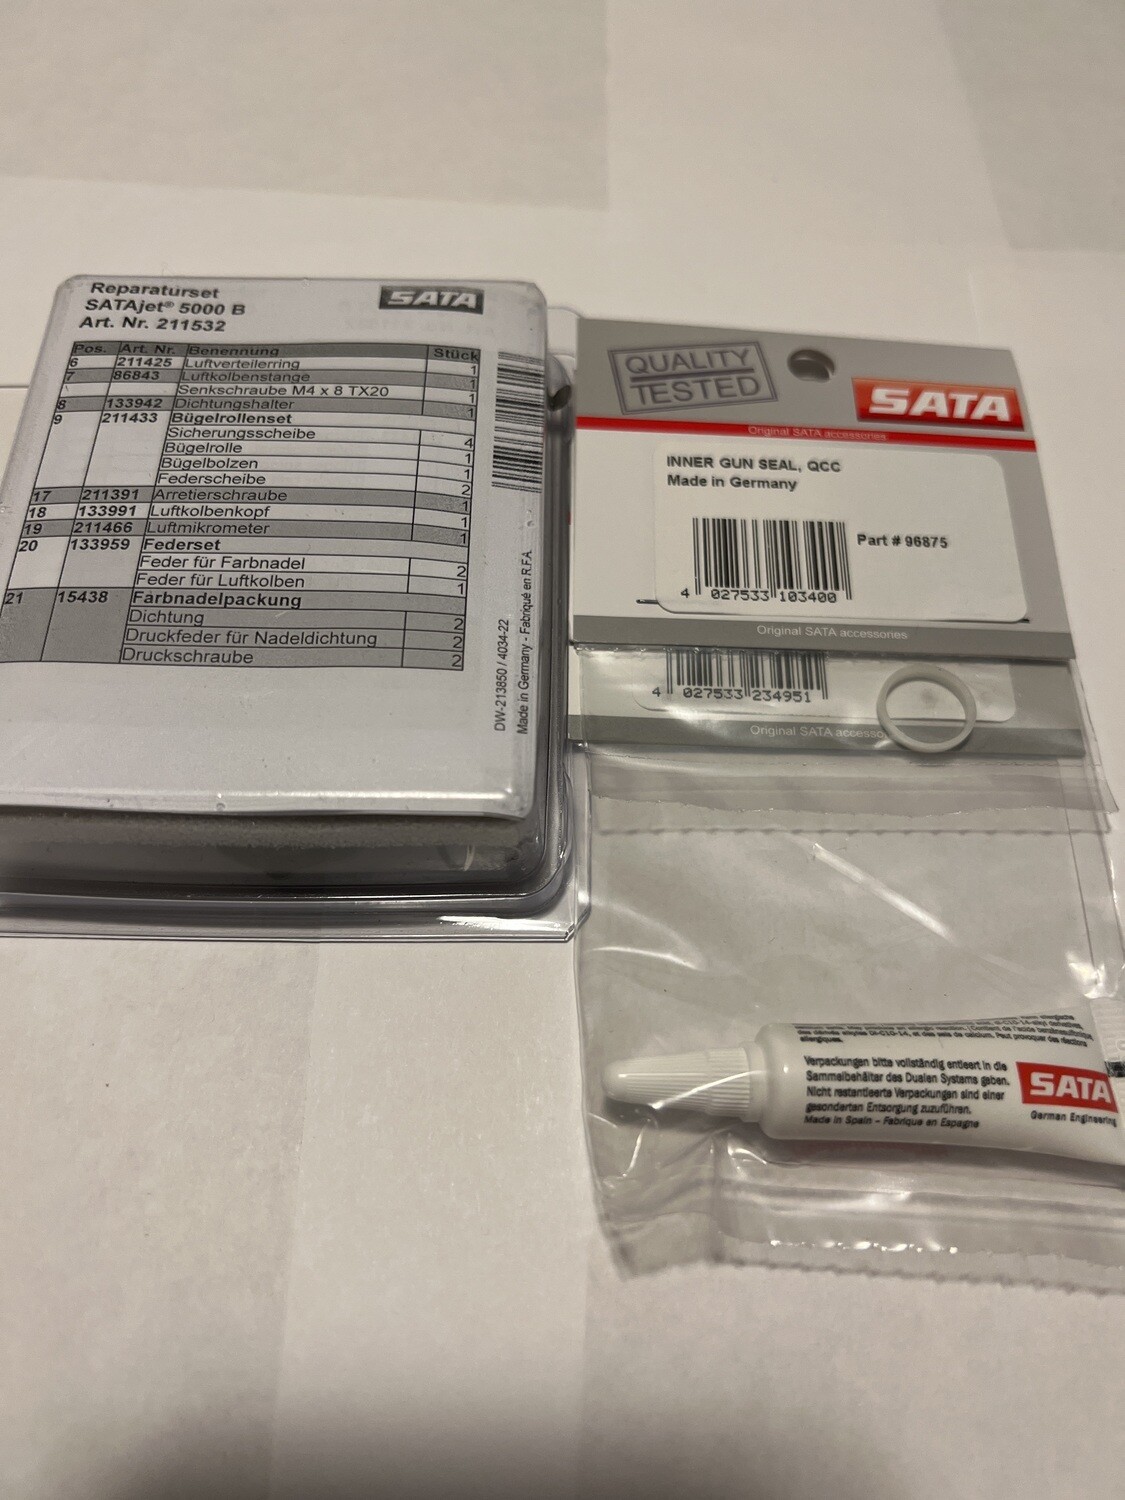 Reparaturset
SATAjet® 5000 B
Art. Nr. 211532
SATA
Pos. Art. Nr. Benennung Stück
6 211425 Luftverteilerring 1
7 86843 Luftkolbenstange 1
Senkschraube M4 x 8 TX20 1
8 133942 Dichtungshalter 1
9 211433 Bügelrollenset
Sicherungsscheibe 4
Bügelrolle 1
Bügelbolzen 1
Federscheibe 2
17 211391 Arretierschraube 1
18 133991 Luftkolbenkopf 1
19 211466 Luftmikrometer 1
20 133959 Federset
Feder für Farbnadel 2
Feder für Luftkolben 1
21 15438 Farbnadelpackung
Dichtung 2
Druckfeder für Nadeldichtung 2
Druckschraube 2
DW-213850 / 4034-22
Made in Germany - Fabriqué en R.F.A.
QUALITY
TESTED
SATA
Original SATA accessories
INNER GUN SEAL, QCC
Made in Germany
Part # 96875
4 027533 103400
Original SATA accessories
4 027533 234951
Original SATA accesso
allergiques.
Verpackungen bitte vollständig entleert in die
Sammelbehälter des Dualen Systems geben.
Nicht restentleerte Verpackungen sind einer
gesonderten Entsorgung zuzuführen.
Made in Spain – Fabriqué en Espagne
SATA
German Engineering